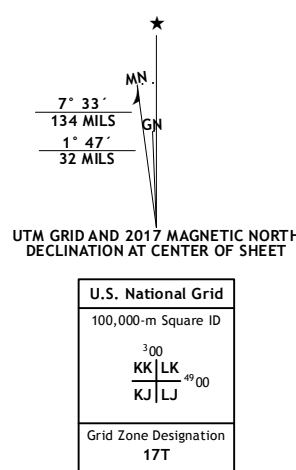 ★
MN
7° 33´
134 MILS
GN
1° 47´
32 MILS
UTM GRID AND 2017 MAGNETIC NORTH
DECLINATION AT CENTER OF SHEET
U.S. National Grid
100,000-m Square ID
³00
KK LK
⁴⁹00
KJ LJ
Grid Zone Designation
17T